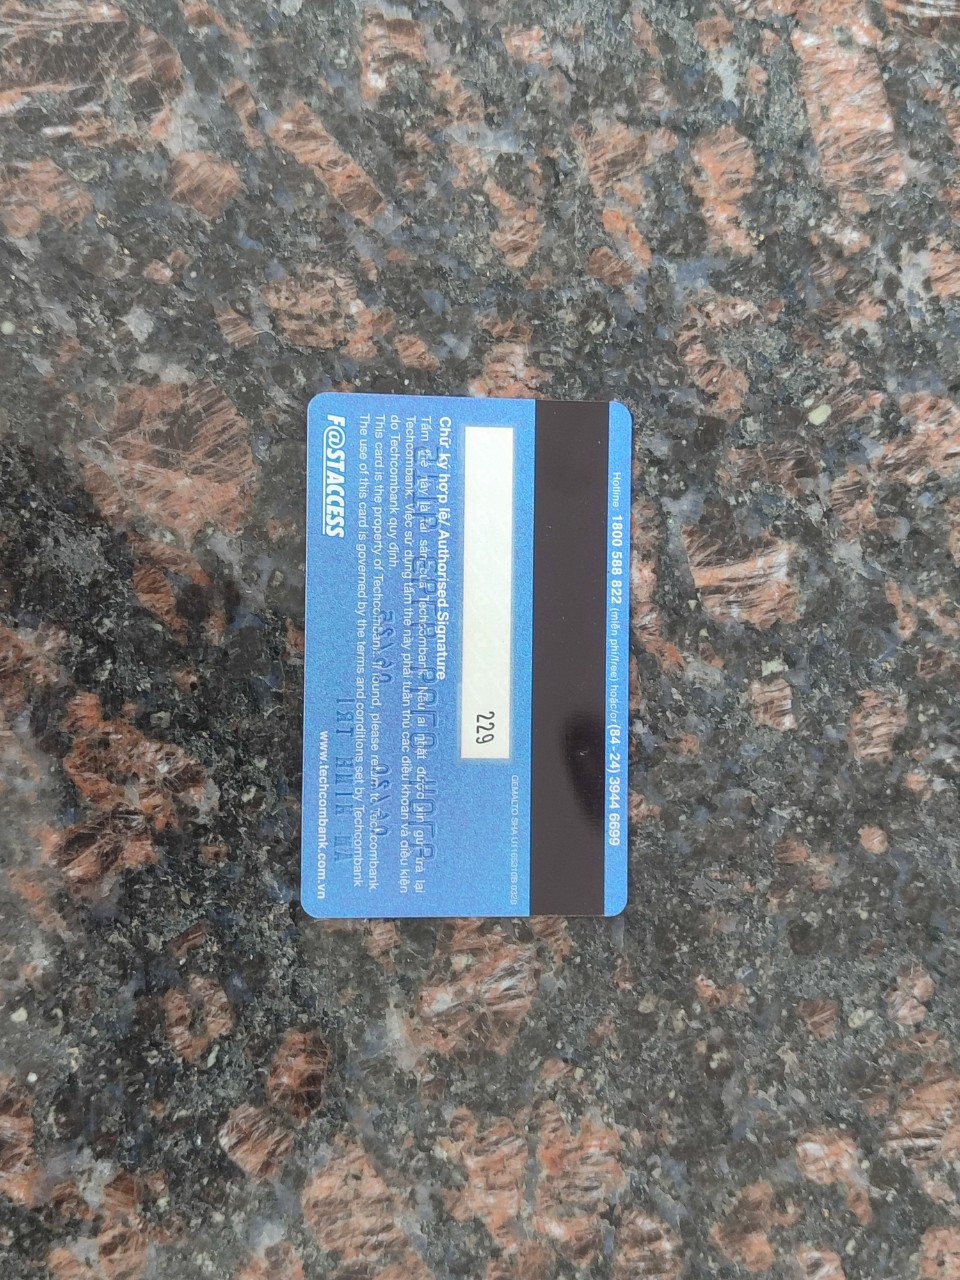 Hotline: 1800 588 822 (miễn phí/free) hoặc/or (84 - 24) 3944 6699
229
Chữ ký hợp lệ/ Authorised Signature
Tấm thẻ này là tài sản của Techcombank. Nếu ai nhặt được xin gửi trả lại
Techcombank. Việc sử dụng tấm thẻ này phải tuân thủ các điều khoản và điều kiện
do Techcombank quy định.
This card is the property of Techcombank. If found, please return to Techcombank.
The use of this card is governed by the terms and conditions set by Techcombank
F@STACCESS
www.techcombank.com.vn